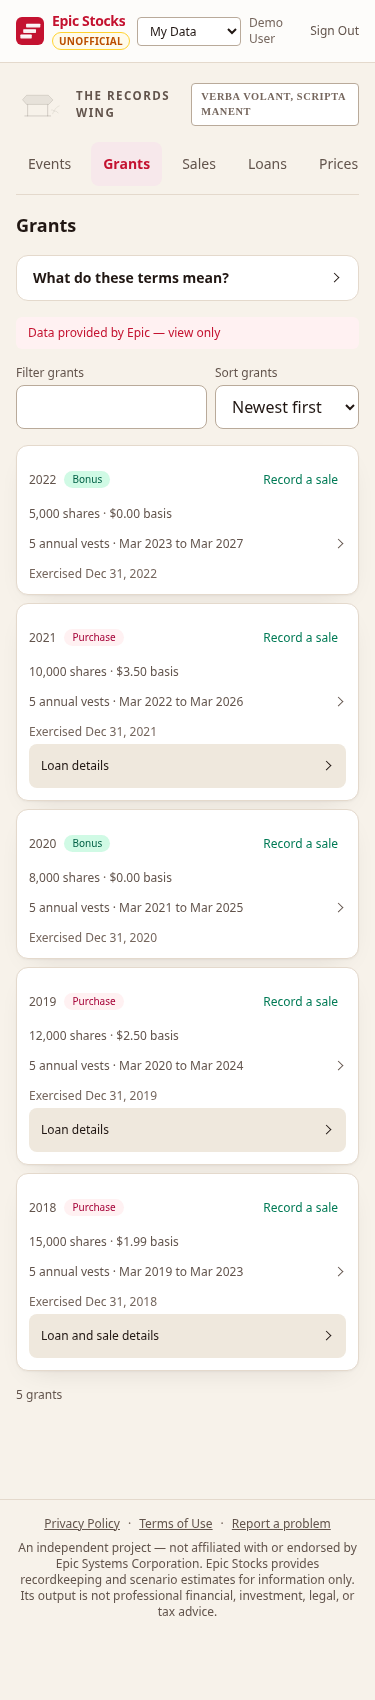 Epic Stocks
UNOFFICIAL
My Data
Demo User
Sign Out
THE RECORDS WING
VERBA VOLANT, SCRIPTA MANENT
Events
Grants
Sales
Loans
Prices
Grants
What do these terms mean?
Data provided by Epic — view only
Filter grants
Sort grants
Newest first
2022 Bonus Record a sale
5,000 shares · $0.00 basis
5 annual vests · Mar 2023 to Mar 2027
Exercised Dec 31, 2022
2021 Purchase Record a sale
10,000 shares · $3.50 basis
5 annual vests · Mar 2022 to Mar 2026
Exercised Dec 31, 2021
Loan details
2020 Bonus Record a sale
8,000 shares · $0.00 basis
5 annual vests · Mar 2021 to Mar 2025
Exercised Dec 31, 2020
2019 Purchase Record a sale
12,000 shares · $2.50 basis
5 annual vests · Mar 2020 to Mar 2024
Exercised Dec 31, 2019
Loan details
2018 Purchase Record a sale
15,000 shares · $1.99 basis
5 annual vests · Mar 2019 to Mar 2023
Exercised Dec 31, 2018
Loan and sale details
5 grants
Privacy Policy · Terms of Use · Report a problem
An independent project — not affiliated with or endorsed by
Epic Systems Corporation. Epic Stocks provides
recordkeeping and scenario estimates for information only.
Its output is not professional financial, investment, legal, or
tax advice.